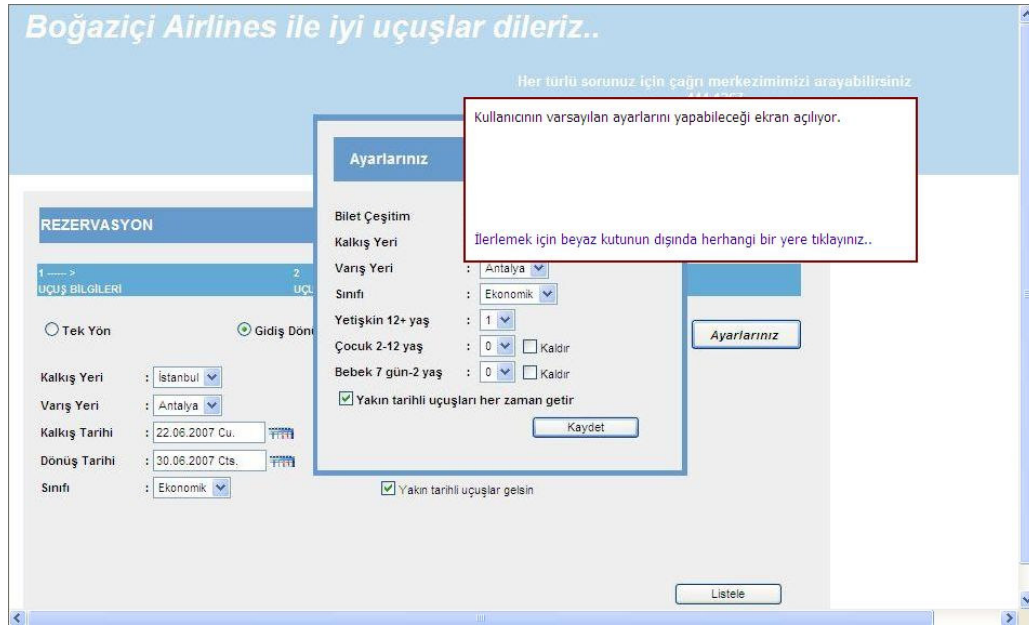 Boğaziçi Airlines ile iyi uçuşlar dileriz..
Her türlü sorunuz için çağrı merkezimimizi arayabilirsiniz
Kullanıcının varsayılan ayarlarını yapabileceği ekran açılıyor.
İlerlemek için beyaz kutunun dışında herhangi bir yere tıklayınız..
Ayarlarınız
Bilet Çeşitim
Kalkış Yeri
Varış Yeri : Antalya
Sınıfı : Ekonomik
Yetişkin 12+ yaş : 1
Çocuk 2-12 yaş : 0 Kaldır
Bebek 7 gün-2 yaş : 0 Kaldır
Yakın tarihli uçuşları her zaman getir
Kaydet
REZERVASYON
1 ------ > 2
UÇUŞ BİLGİLERİ
Tek Yön Gidiş
Ayarlarınız
Kalkış Yeri : İstanbul
Varış Yeri : Antalya
Kalkış Tarihi : 22.06.2007 Cu.
Dönüş Tarihi : 30.06.2007 Cts.
Sınıfı : Ekonomik
Yakın tarihli uçuşlar gelsin
Listele